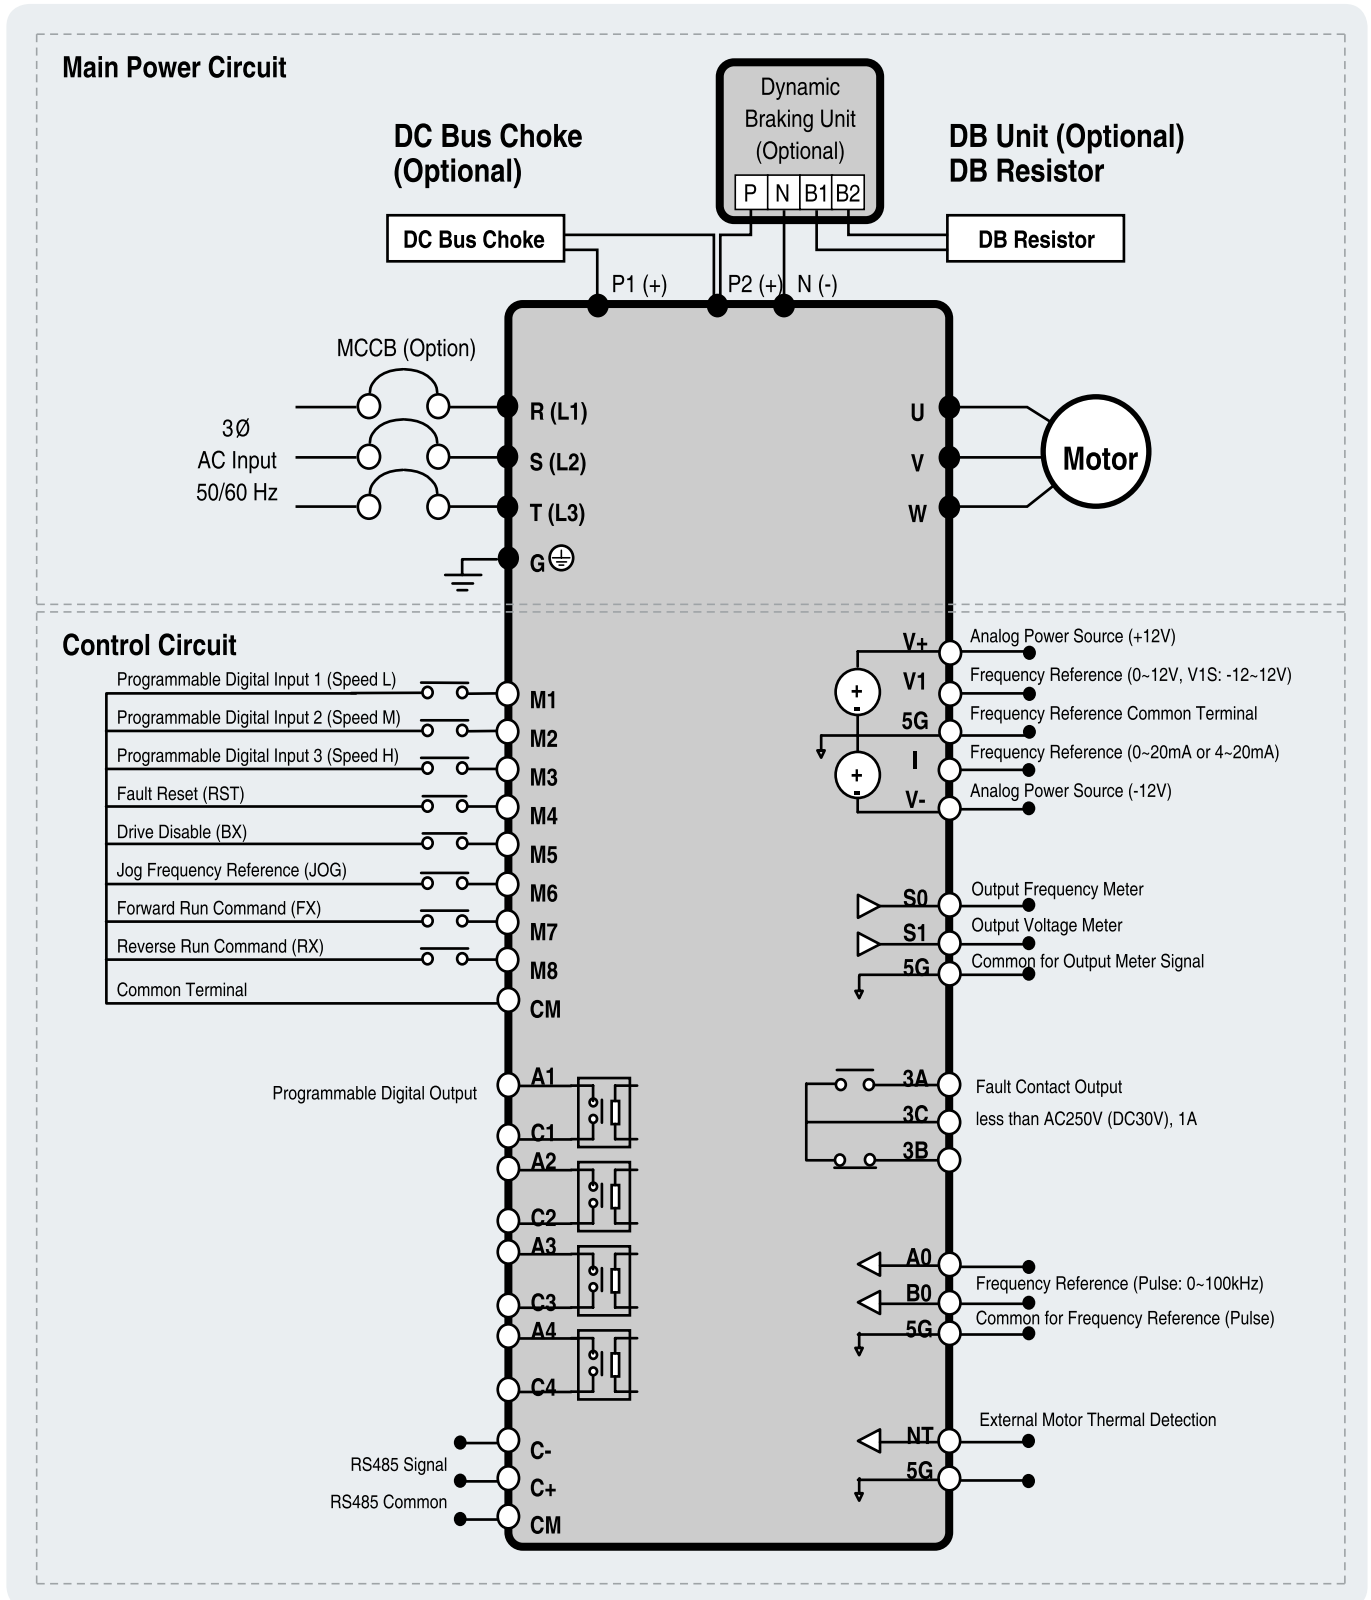 Main Power Circuit
DC Bus Choke
(Optional)
Dynamic
Braking Unit
(Optional)
P N B1 B2
DB Unit (Optional)
DB Resistor
DC Bus Choke
DB Resistor
P1 (+)
P2 (+)
N (-)
MCCB (Option)
3Ø
AC Input
50/60 Hz
R (L1)
S (L2)
T (L3)
G
U
V
W
Motor
Control Circuit
Programmable Digital Input 1 (Speed L)
M1
Programmable Digital Input 2 (Speed M)
M2
Programmable Digital Input 3 (Speed H)
M3
Fault Reset (RST)
M4
Drive Disable (BX)
M5
Jog Frequency Reference (JOG)
M6
Forward Run Command (FX)
M7
Reverse Run Command (RX)
M8
Common Terminal
CM
Programmable Digital Output
A1
C1
A2
C2
A3
C3
A4
C4
C-
RS485 Signal
C+
RS485 Common
CM
V+
Analog Power Source (+12V)
V1
Frequency Reference (0~12V, V1S: -12~12V)
5G
Frequency Reference Common Terminal
I
Frequency Reference (0~20mA or 4~20mA)
V-
Analog Power Source (-12V)
+
-
+
-
S0
Output Frequency Meter
S1
Output Voltage Meter
5G
Common for Output Meter Signal
3A
Fault Contact Output
3C
less than AC250V (DC30V), 1A
3B
A0
B0
Frequency Reference (Pulse: 0~100kHz)
5G
Common for Frequency Reference (Pulse)
NT
External Motor Thermal Detection
5G